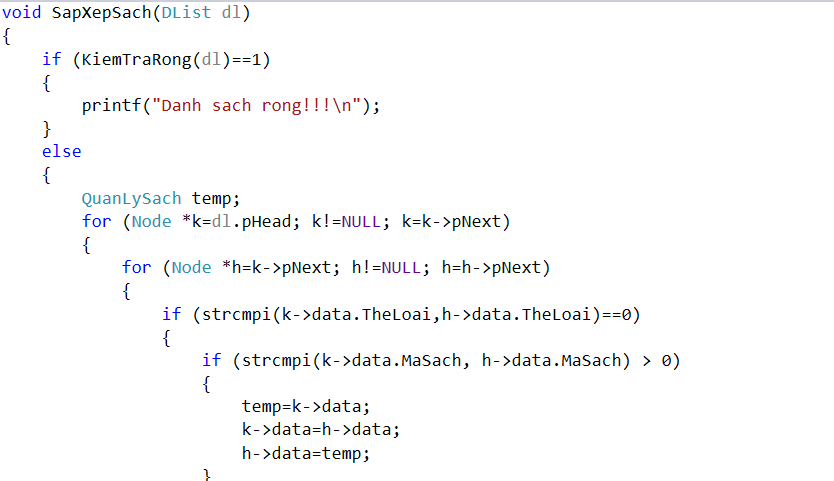 void SapXepSach(DList dl)
{
    if (KiemTraRong(dl)==1)
    {
        printf("Danh sach rong!!!\n");
    }
    else
    {
        QuanLySach temp;
        for (Node *k=dl.pHead; k!=NULL; k=k->pNext)
        {
            for (Node *h=k->pNext; h!=NULL; h=h->pNext)
            {
                if (strcmpi(k->data.TheLoai,h->data.TheLoai)==0)
                {
                    if (strcmpi(k->data.MaSach, h->data.MaSach) > 0)
                    {
                        temp=k->data;
                        k->data=h->data;
                        h->data=temp;
                    }